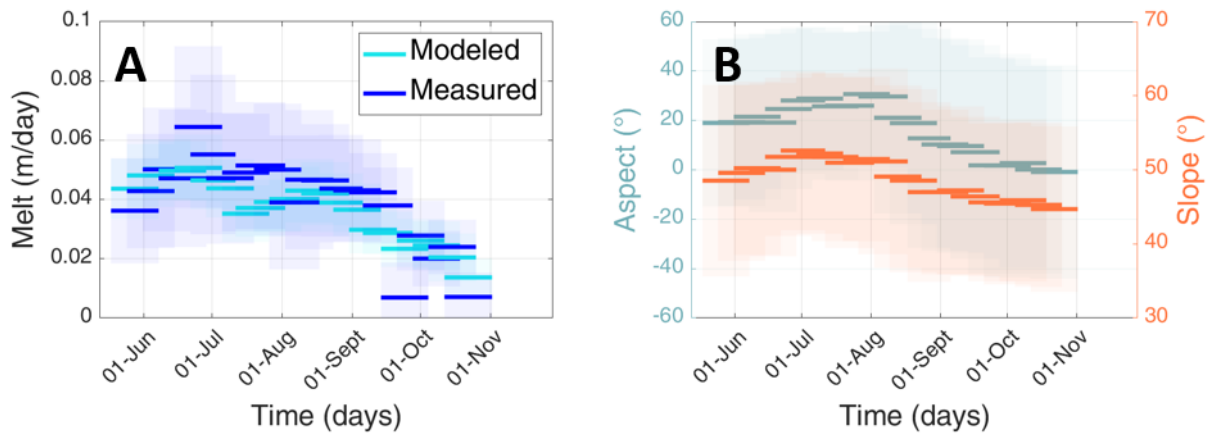 A
Modeled
Measured
Melt (m/day)
0.1
0.08
0.06
0.04
0.02
0
01-Jun
01-Jul
01-Aug
01-Sept
01-Oct
01-Nov
Time (days)
B
Aspect (°)
60
40
20
0
-20
-40
-60
Slope (°)
70
60
50
40
30
01-Jun
01-Jul
01-Aug
01-Sept
01-Oct
01-Nov
Time (days)